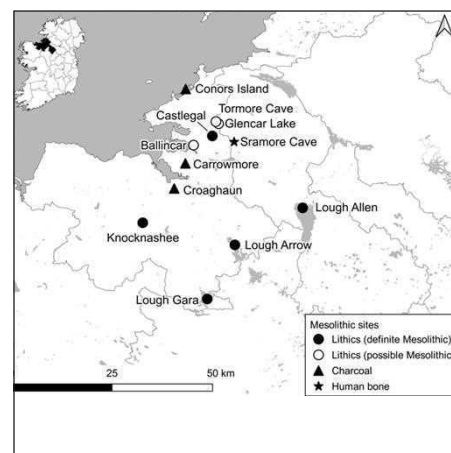 Conors Island
Tormore Cave
Castlegal
Glencar Lake
Sramore Cave
Ballincar
Carrowmore
Croaghaun
Lough Allen
Knocknashee
Lough Arrow
Lough Gara
Mesolithic sites
Lithics (definite Mesolithic)
Lithics (possible Mesolithic)
Charcoal
Human bone
25
50 km